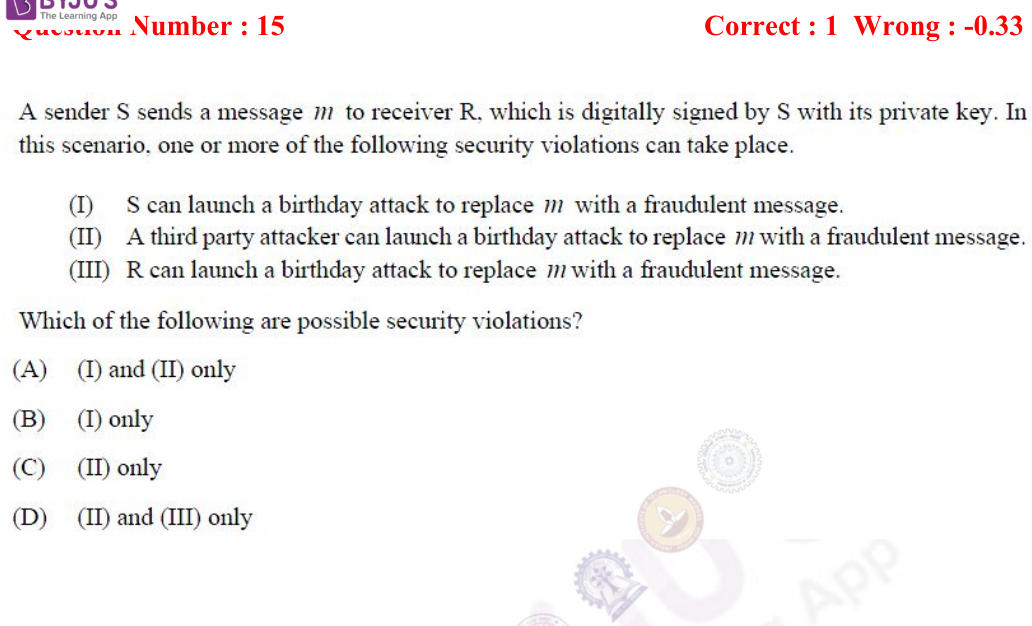 BYJU'S
The Learning App
Question Number : 15 Correct : 1 Wrong : -0.33
A sender S sends a message m to receiver R, which is digitally signed by S with its private key. In
this scenario, one or more of the following security violations can take place.
(I) S can launch a birthday attack to replace m with a fraudulent message.
(II) A third party attacker can launch a birthday attack to replace m with a fraudulent message.
(III) R can launch a birthday attack to replace m with a fraudulent message.
Which of the following are possible security violations?
(A) (I) and (II) only
(B) (I) only
(C) (II) only
(D) (II) and (III) only
App